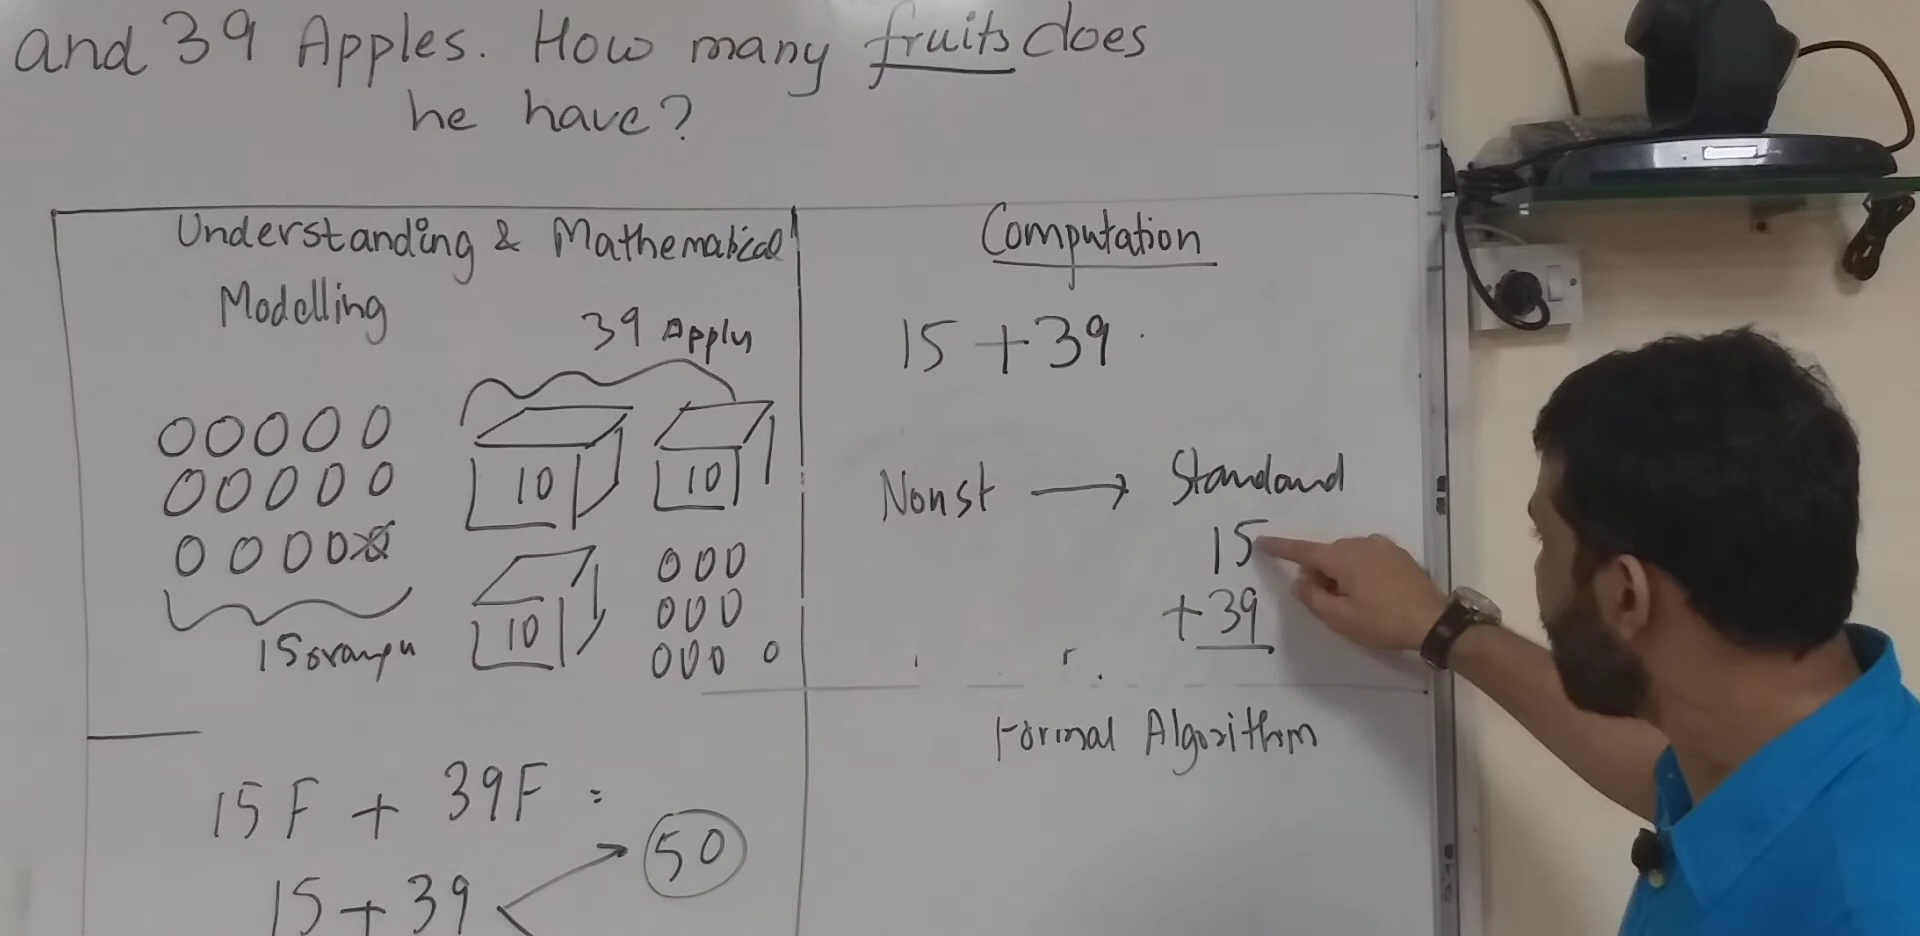 and 39 Apples. How many fruits does
he have?
Understanding & Mathematical
Modelling
39 Apples
10
10
10
15 oranges
15F + 39F =
15 + 39
50
Computation
15 + 39
Nonst → Standard
15
+ 39
Formal Algorithm